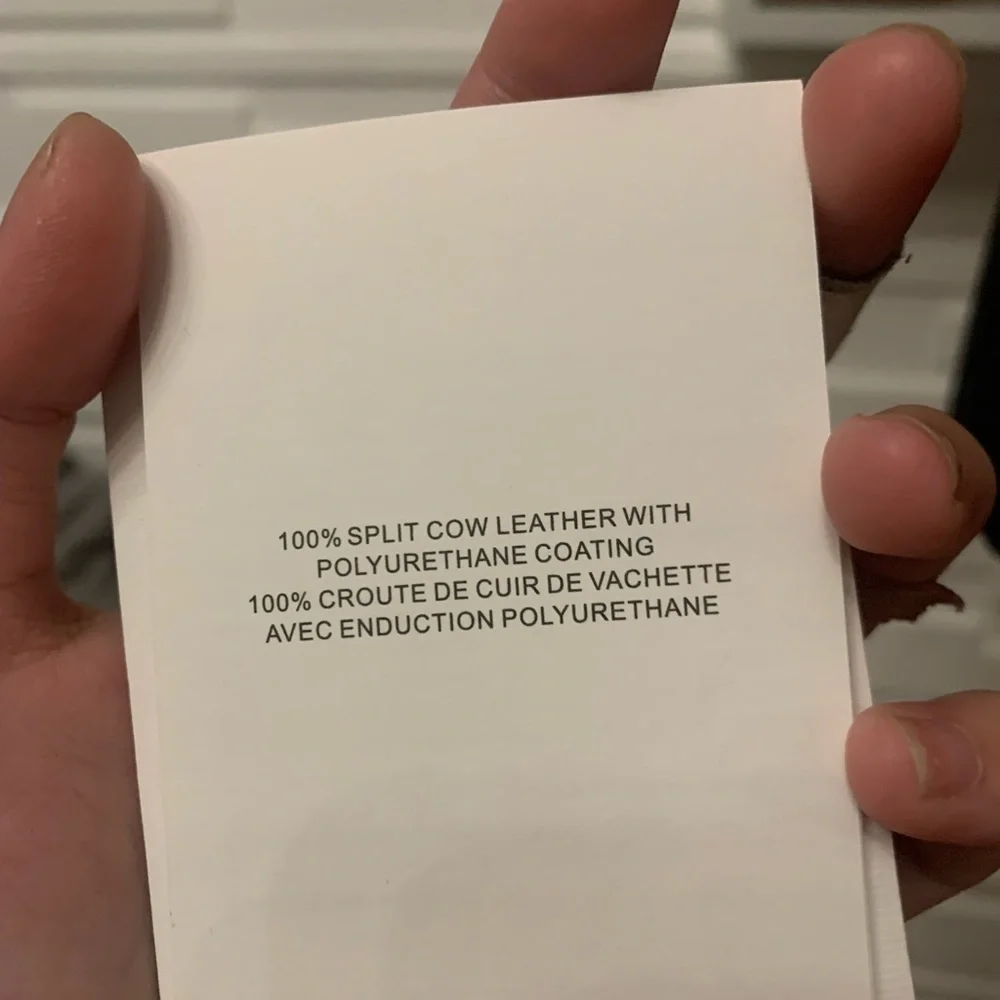 100% SPLIT COW LEATHER WITH
POLYURETHANE COATING
100% CROUTE DE CUIR DE VACHETTE
AVEC ENDUCTION POLYURETHANE